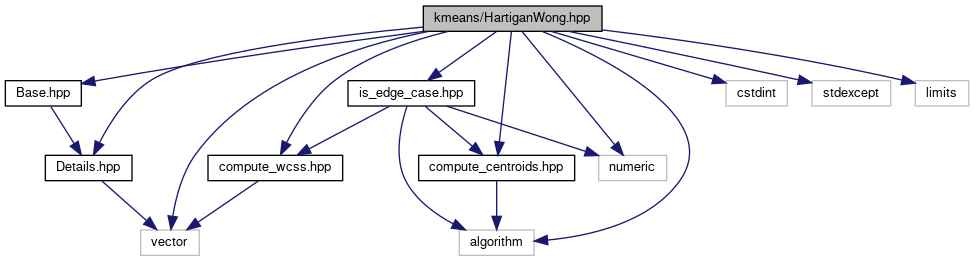 kmeans/HartiganWong.hpp
Base.hpp
is_edge_case.hpp
cstdint
stdexcept
limits
Details.hpp
compute_wcss.hpp
compute_centroids.hpp
numeric
vector
algorithm